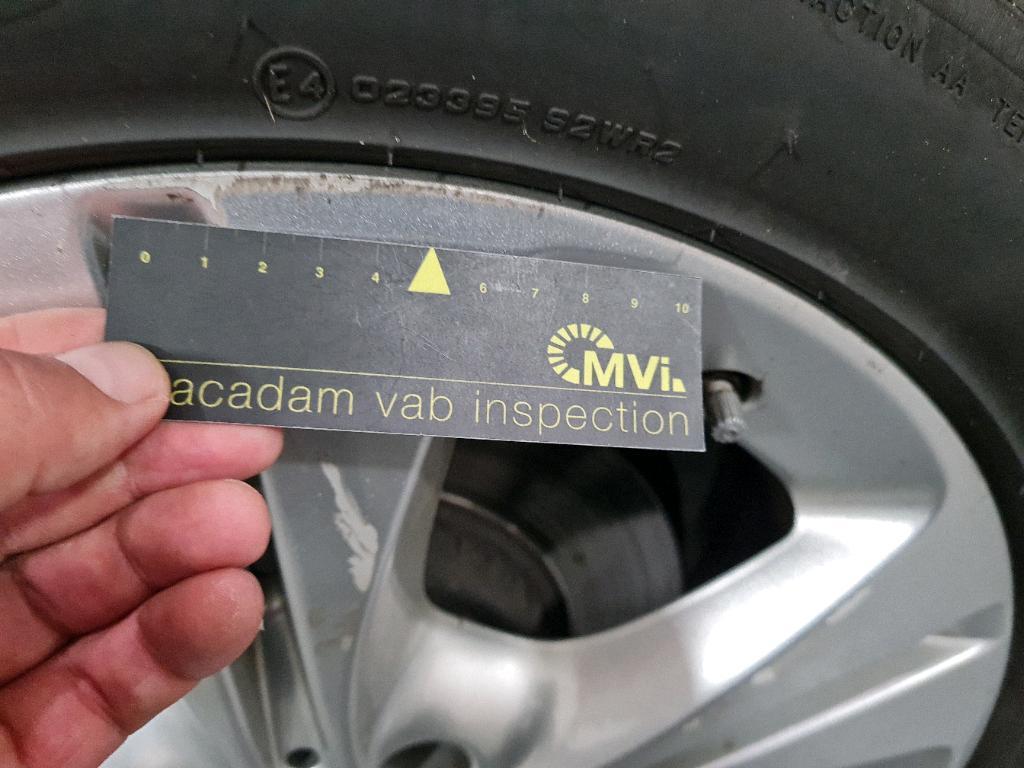 E4 023395 S2WR2
ACTION AA TE
0 1 2 3 4 6 7 8 9 10
MVi.
acadam vab inspection